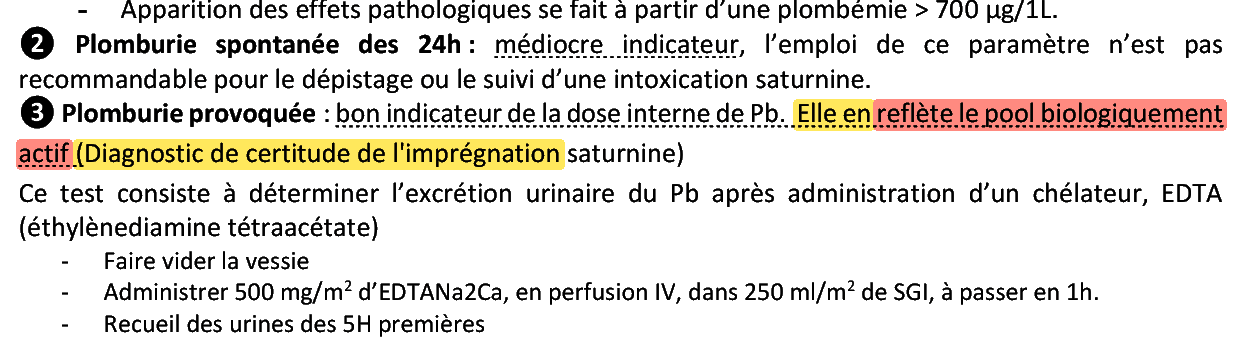 - Apparition des effets pathologiques se fait à partir d’une plombémie > 700 µg/1L.
❷ Plomburie spontanée des 24h : médiocre indicateur, l’emploi de ce paramètre n’est pas
recommandable pour le dépistage ou le suivi d’une intoxication saturnine.
❸ Plomburie provoquée : bon indicateur de la dose interne de Pb. Elle en reflète le pool biologiquement
actif (Diagnostic de certitude de l'imprégnation saturnine)
Ce test consiste à déterminer l’excrétion urinaire du Pb après administration d’un chélateur, EDTA
(éthylènediamine tétraacétate)
- Faire vider la vessie
- Administrer 500 mg/m² d’EDTANa2Ca, en perfusion IV, dans 250 ml/m² de SGI, à passer en 1h.
- Recueil des urines des 5H premières